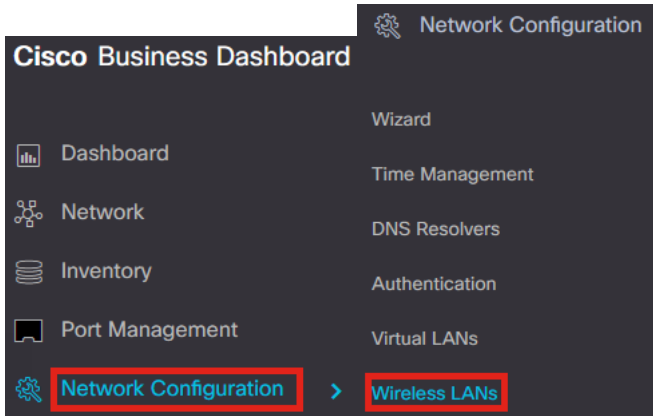 Cisco Business Dashboard
Dashboard
Network
Inventory
Port Management
Network Configuration
Network Configuration
Wizard
Time Management
DNS Resolvers
Authentication
Virtual LANs
Wireless LANs